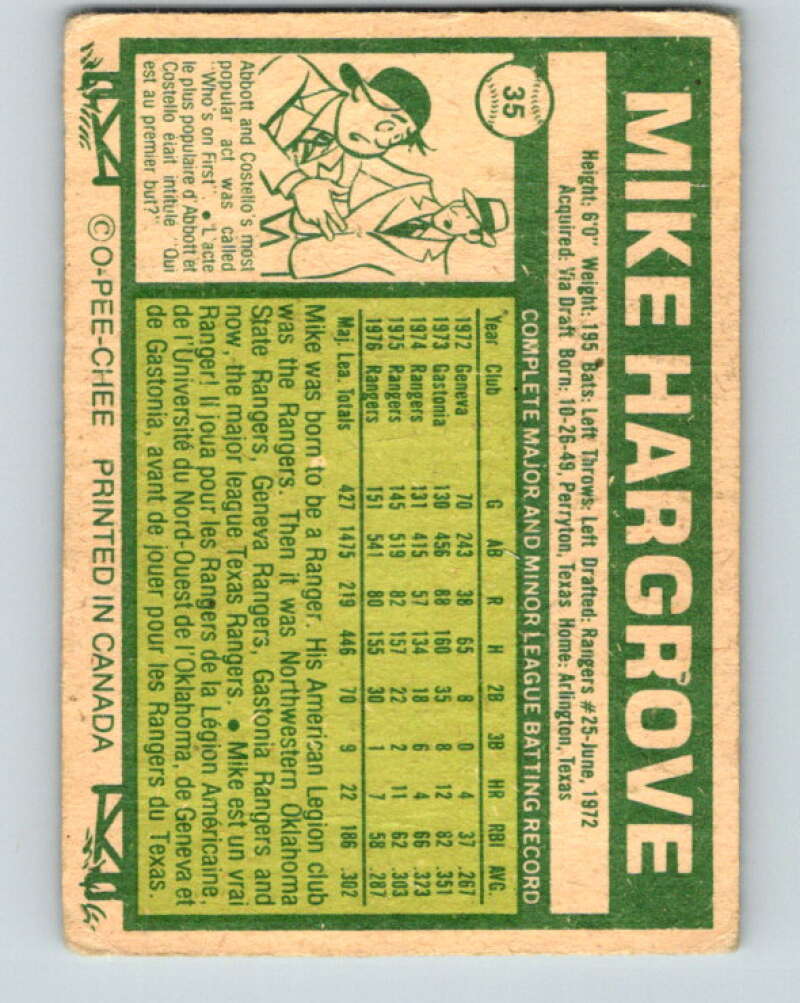 MIKE HARGROVE
Height: 6'0" Weight: 195 Bats: Left Throws: Left Drafted: Rangers #25-June, 1972
Acquired: Via Draft Born: 10-26-49, Perryton, Texas Home: Arlington, Texas
35
COMPLETE MAJOR AND MINOR LEAGUE BATTING RECORD
Year Club G AB R H 2B 3B HR RBI AVG.
1972 Geneva 70 243 38 65 8 0 4 37 .267
1973 Gastonia 130 456 88 160 35 8 12 82 .351
1974 Rangers 131 415 57 134 18 6 4 66 .323
1975 Rangers 145 519 82 157 22 2 11 62 .303
1976 Rangers 151 541 80 155 30 1 7 58 .287
Maj. Lea. Totals 427 1475 219 446 70 9 22 186 .302
Mike was born to be a Ranger. His American Legion club
was the Rangers. Then it was Northwestern Oklahoma
State Rangers, Geneva Rangers, Gastonia Rangers and
now, the major league Texas Rangers. • Mike est un vrai
Ranger! Il joua pour les Rangers de la Légion Américaine,
de l'Université du Nord-Ouest de l'Oklahoma, de Geneva et
de Gastonia, avant de jouer pour les Rangers du Texas.
Abbott and Costello's most
popular act was called
"Who's on First". • L'acte
le plus populaire d'Abbott et
Costello était intitulé "Qui
est au premier but?"
© O-PEE-CHEE PRINTED IN CANADA